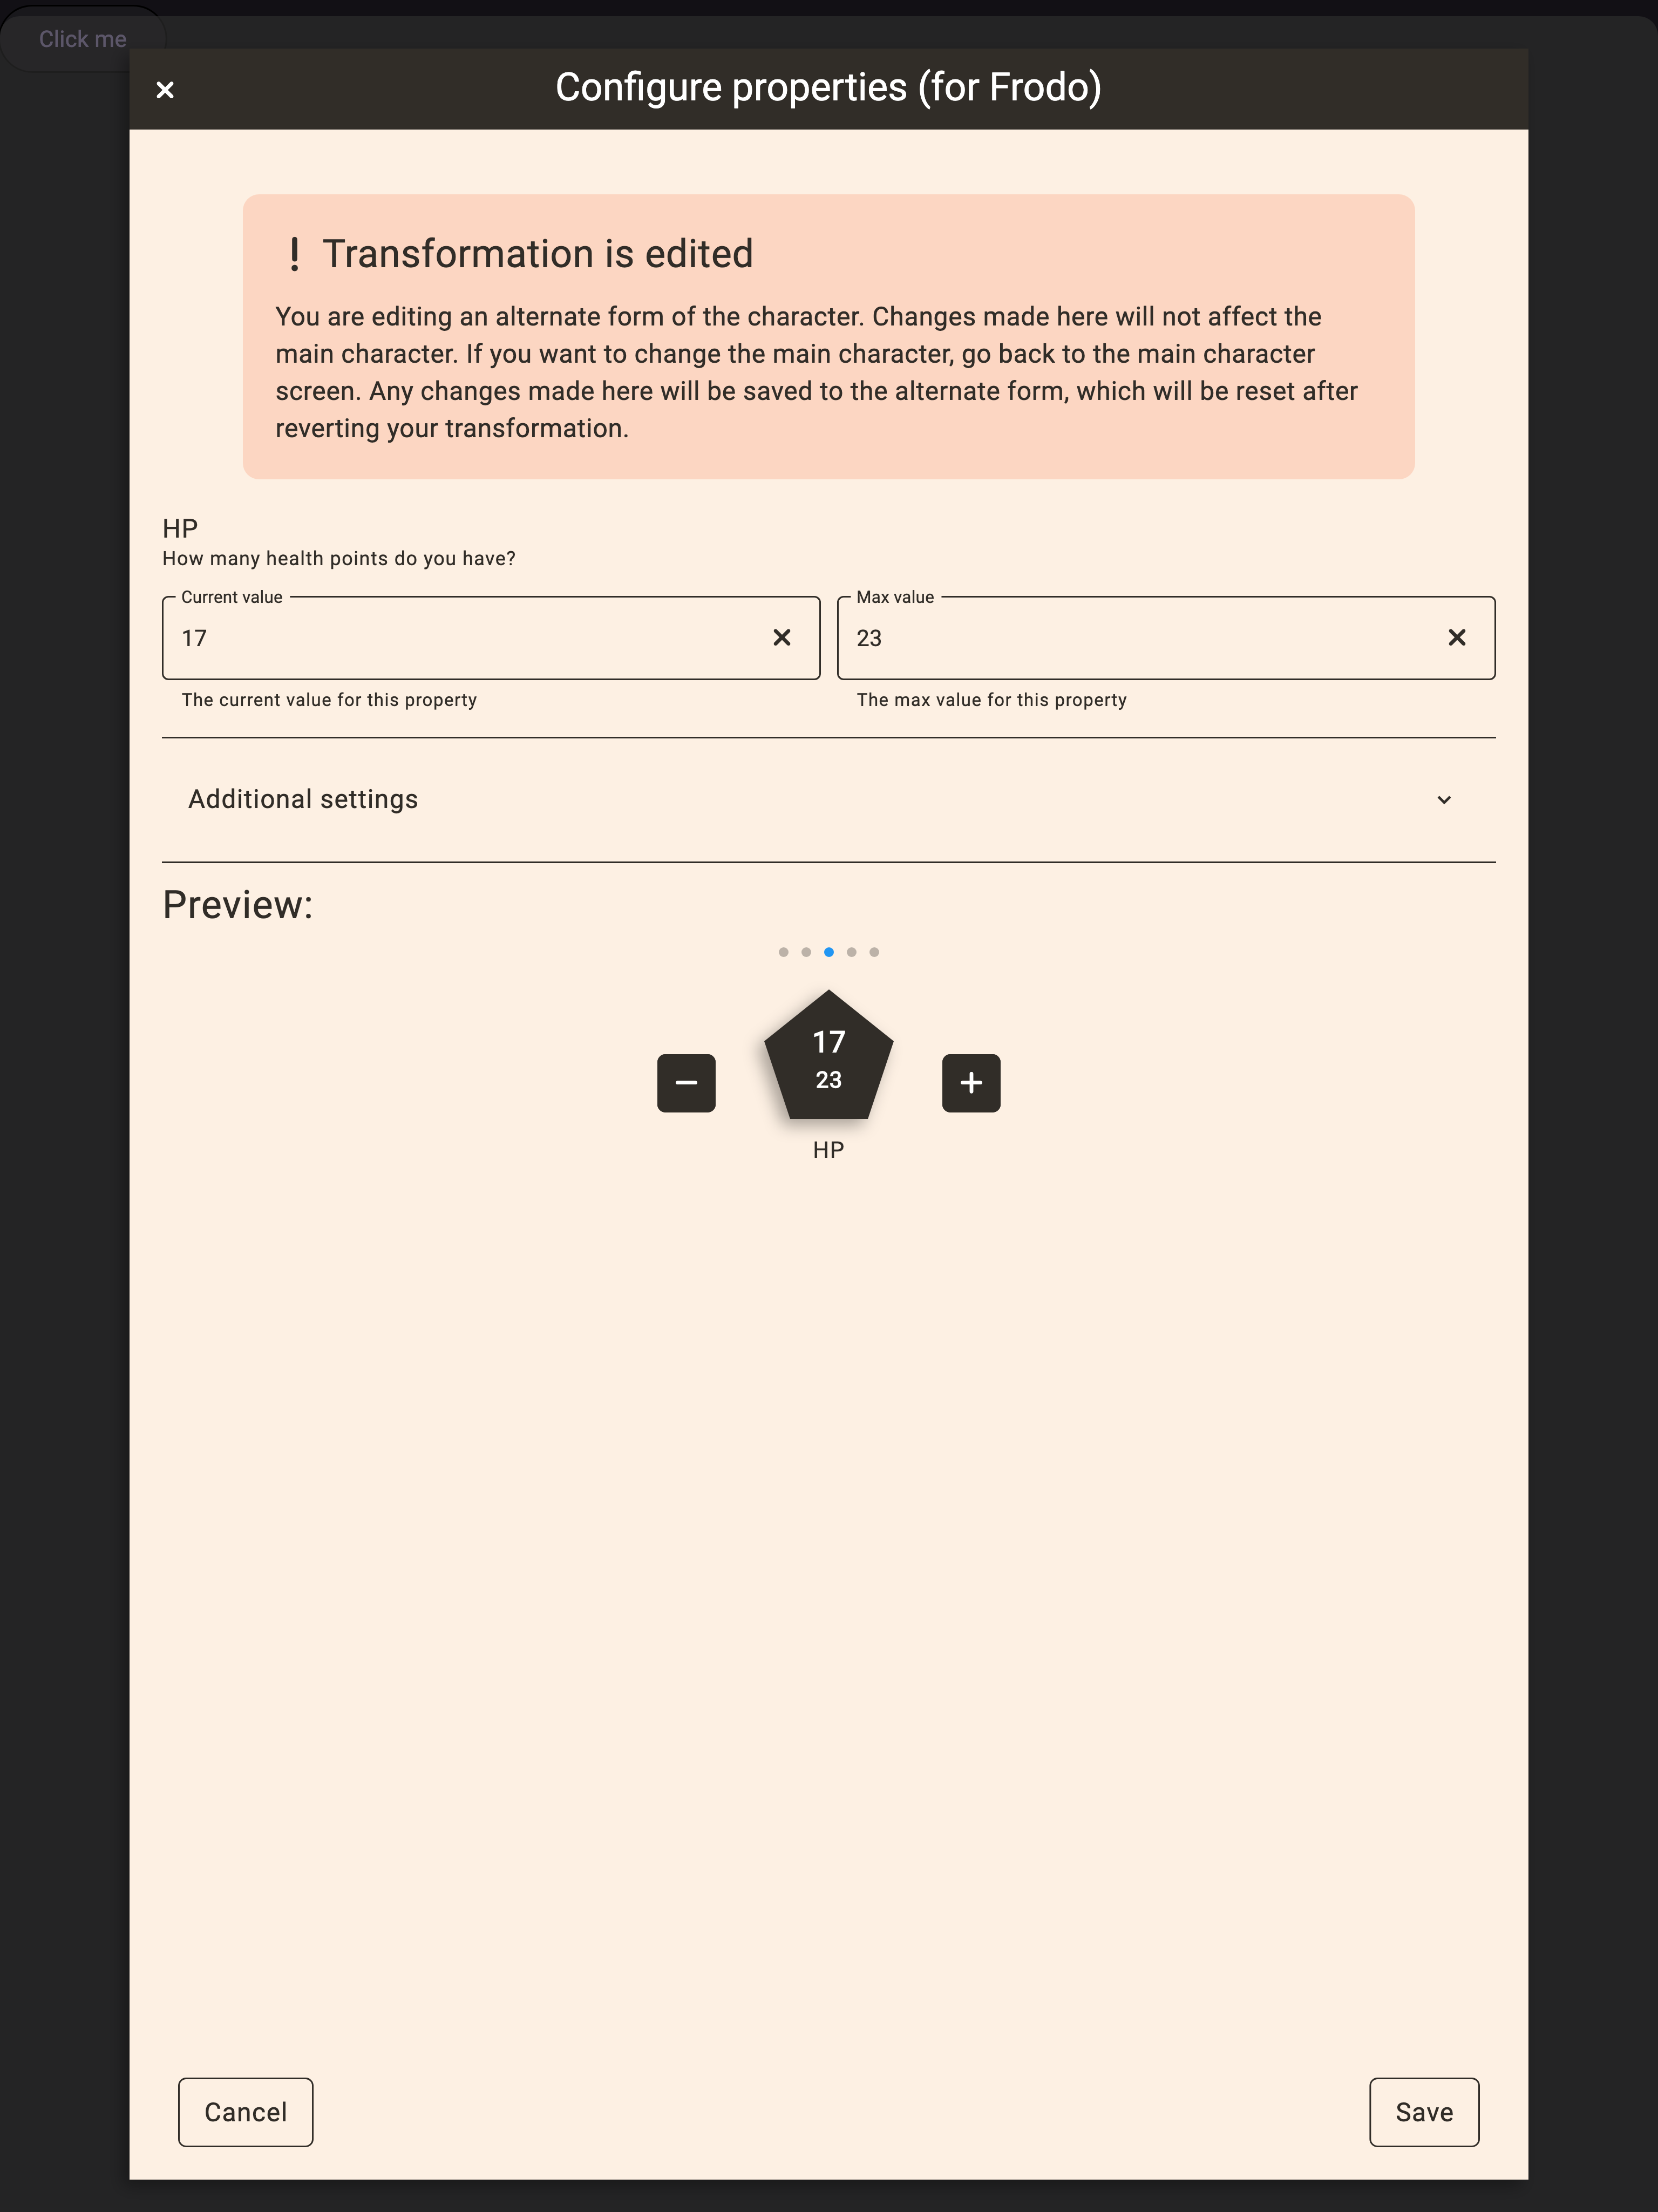 Click me
Configure properties (for Frodo)
! Transformation is edited
You are editing an alternate form of the character. Changes made here will not affect the
main character. If you want to change the main character, go back to the main character
screen. Any changes made here will be saved to the alternate form, which will be reset after
reverting your transformation.
HP
How many health points do you have?
Current value
17
The current value for this property
Max value
23
The max value for this property
Additional settings
Preview:
17
23
HP
Cancel
Save